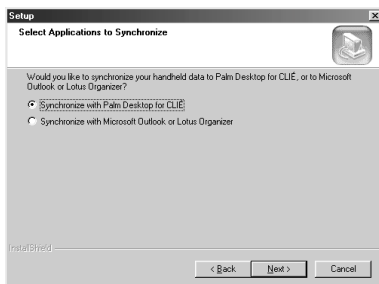 Setup
Select Applications to Synchronize
Would you like to synchronize your handheld data to Palm Desktop for CLIÉ, or to Microsoft
Outlook or Lotus Organizer?
Synchronize with Palm Desktop for CLIÉ
Synchronize with Microsoft Outlook or Lotus Organizer
InstallShield
< Back
Next >
Cancel